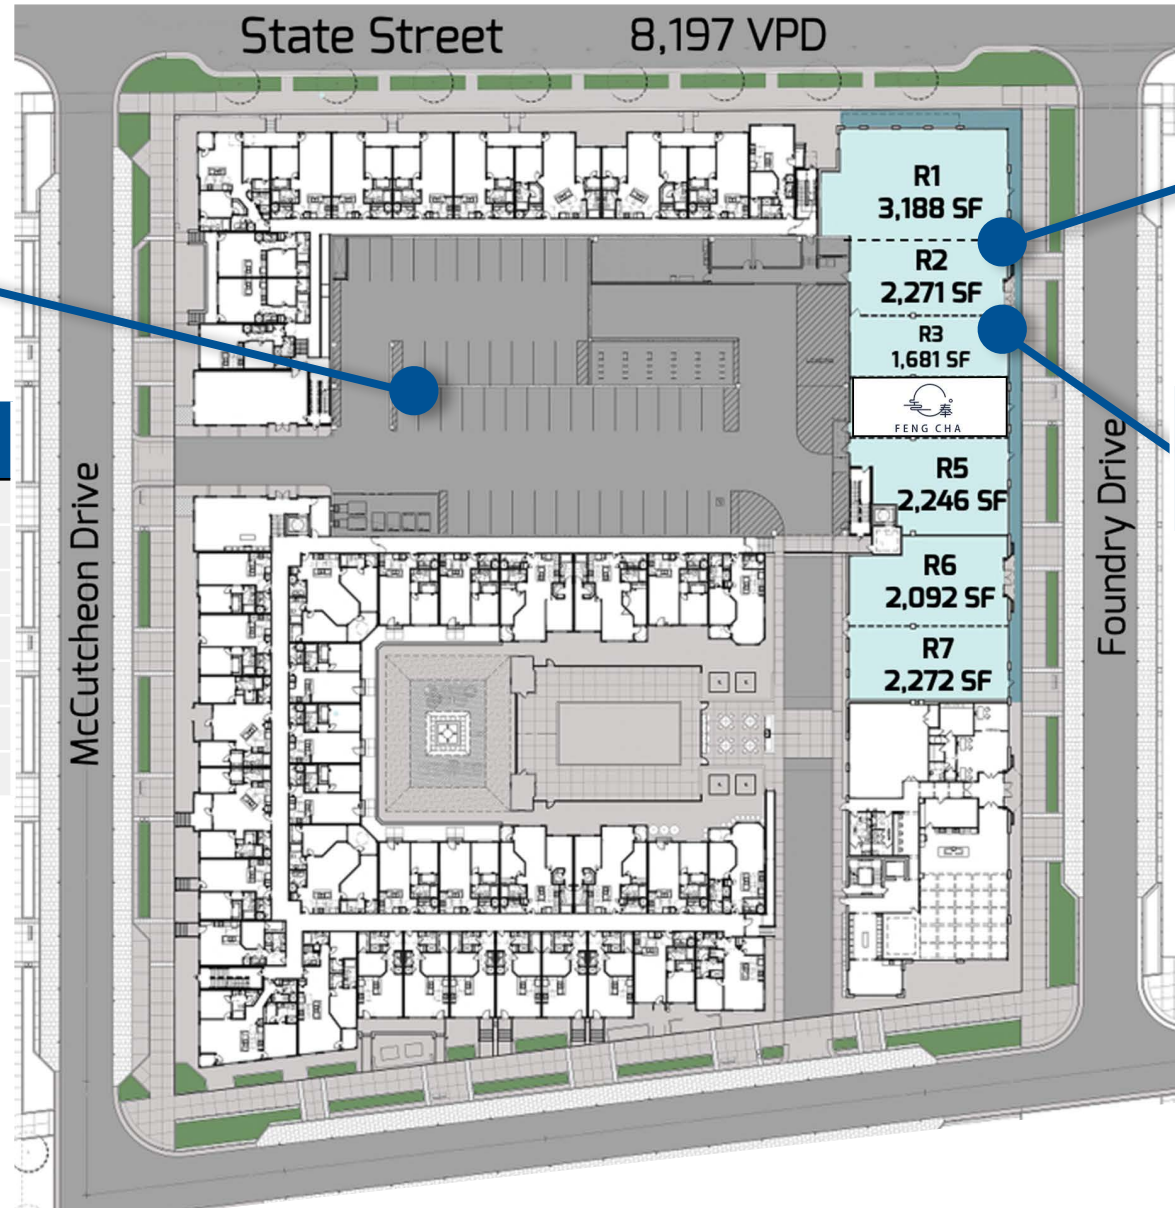 State Street 8,197 VPD
R1
3,188 SF
R2
2,271 SF
R3
1,681 SF
奉
FENG CHA
R5
2,246 SF
R6
2,092 SF
R7
2,272 SF
McCutcheon Drive
Foundry Drive